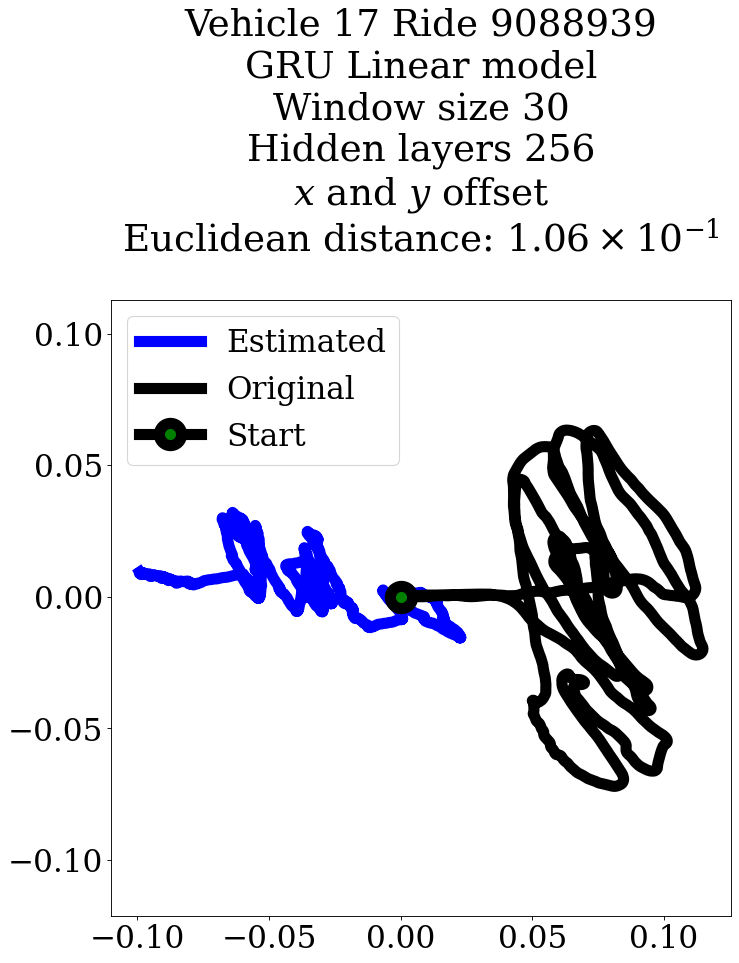 Vehicle 17 Ride 9088939
GRU Linear model
Window size 30
Hidden layers 256
x and y offset
Euclidean distance: 1.06 × 10⁻¹
Estimated
Original
Start
0.10
0.05
0.00
−0.05
−0.10
−0.10 −0.05 0.00 0.05 0.10